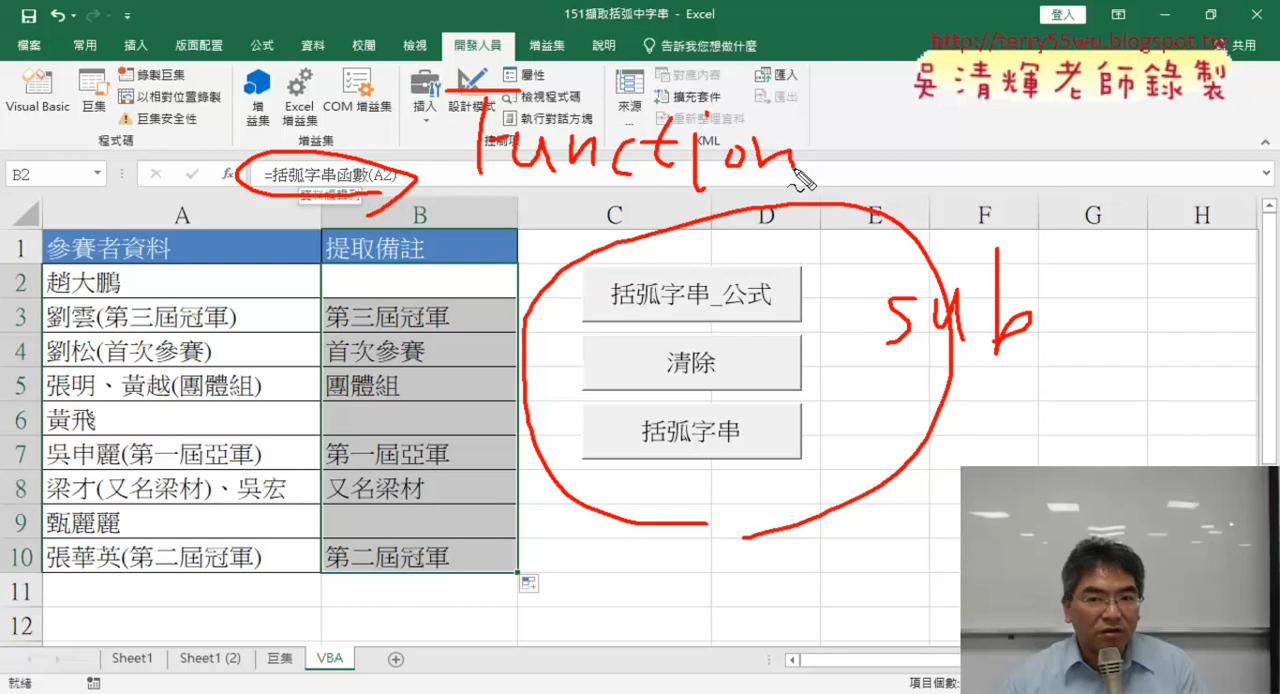 151擷取括弧中字串 - Excel
登入
檔案 常用 插入 版面配置 公式 資料 校閱 檢視 開發人員 增益集 說明 告訴我您想做什麼 共用
http://terry55wu.blogspot.tw
吳清輝老師錄製
Visual Basic 巨集 錄製巨集 以相對位置錄製 巨集安全性 程式碼
增益集 Excel 增益集 COM 增益集 增益集
插入 設計模式 屬性 檢視程式碼 執行對話方塊 控制項
來源 對應內容 擴充套件 重新整理資料 匯入 匯出 XML
function
B2 fx =括弧字串函數(A2)
資料編輯列
A B C D E F G H
1 參賽者資料 提取備註
2 趙大鵬
3 劉雲(第三屆冠軍) 第三屆冠軍
4 劉松(首次參賽) 首次參賽
5 張明、黃越(團體組) 團體組
6 黃飛
7 吳申麗(第一屆亞軍) 第一屆亞軍
8 梁才(又名梁材)、吳宏 又名梁材
9 甄麗麗
10 張華英(第二屆冠軍) 第二屆冠軍
11
12
括弧字串_公式
清除
括弧字串
sub
Sheet1 Sheet1 (2) 巨集 VBA
就緒 項目個數: